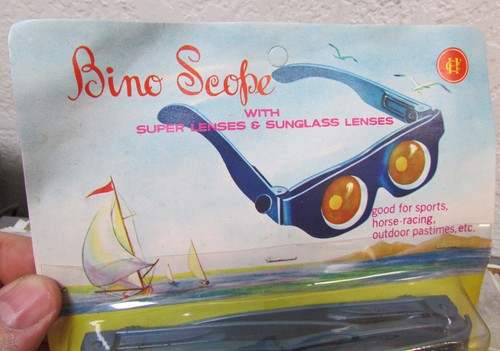 Bino Scope
WITH
SUPER LENSES & SUNGLASS LENSES
good for sports,
horse-racing,
outdoor pastimes, etc.